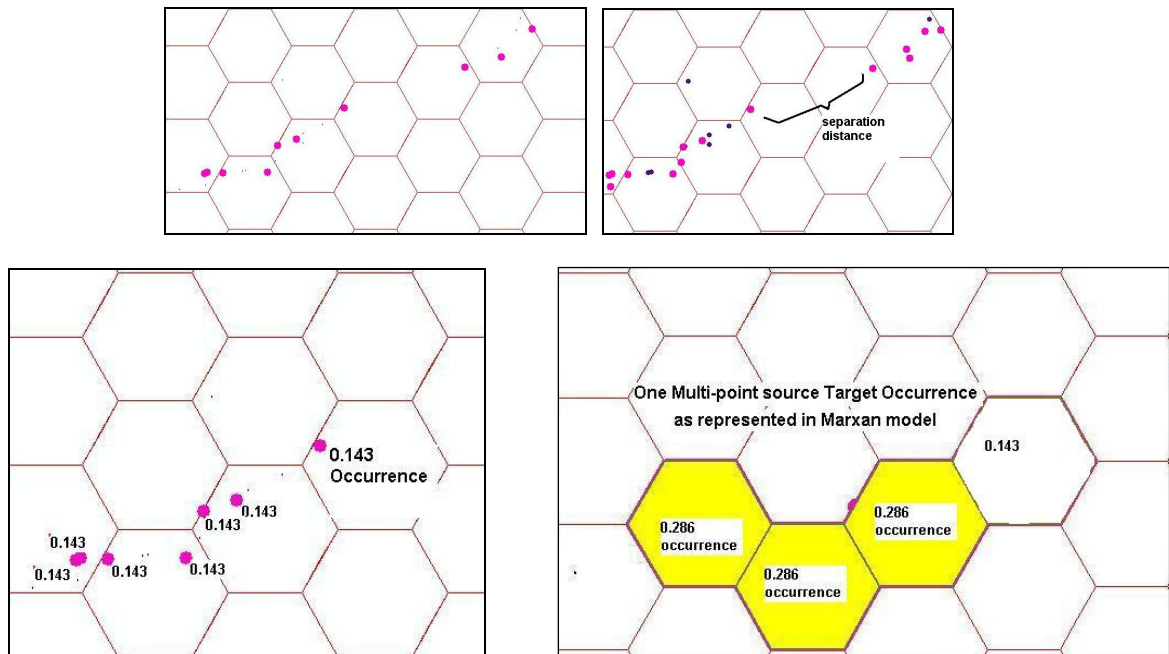 separation
distance
0.143
Occurrence
0.143
0.143
0.143
0.143
0.143
0.143
One Multi-point source Target Occurrence
as represented in Marxan model
0.143
0.286
occurrence
0.286
occurrence
0.286
occurrence